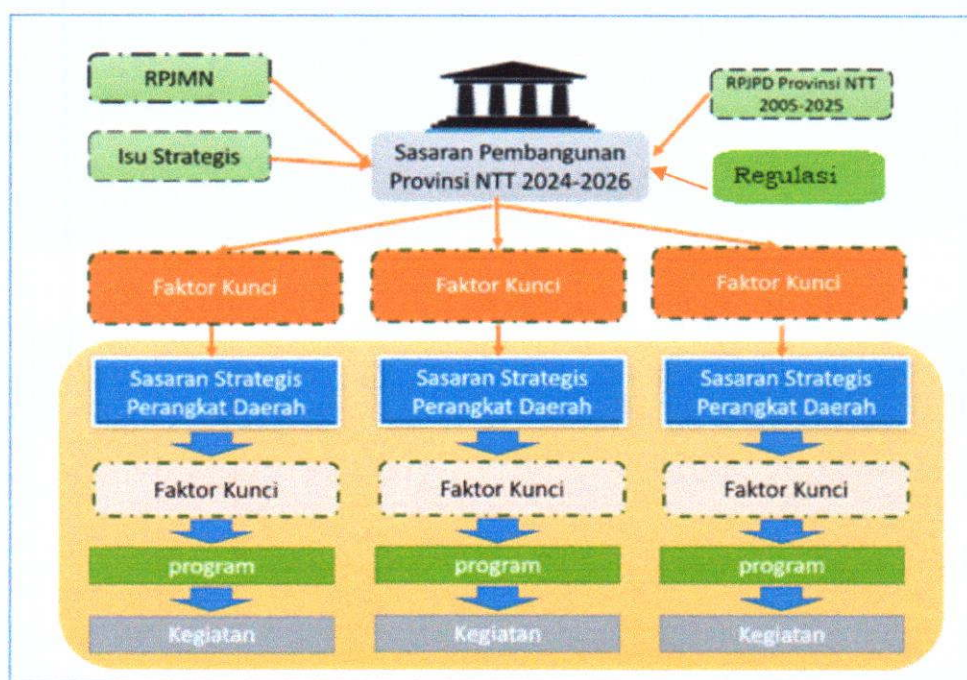 RPJMN
Isu Strategis
Sasaran Pembangunan
Provinsi NTT 2024-2026
RPJPD Provinsi NTT
2005-2025
Regulasi
Faktor Kunci
Faktor Kunci
Faktor Kunci
Sasaran Strategis
Perangkat Daerah
Sasaran Strategis
Perangkat Daerah
Sasaran Strategis
Perangkat Daerah
Faktor Kunci
Faktor Kunci
Faktor Kunci
program
program
program
Kegiatan
Kegiatan
Kegiatan